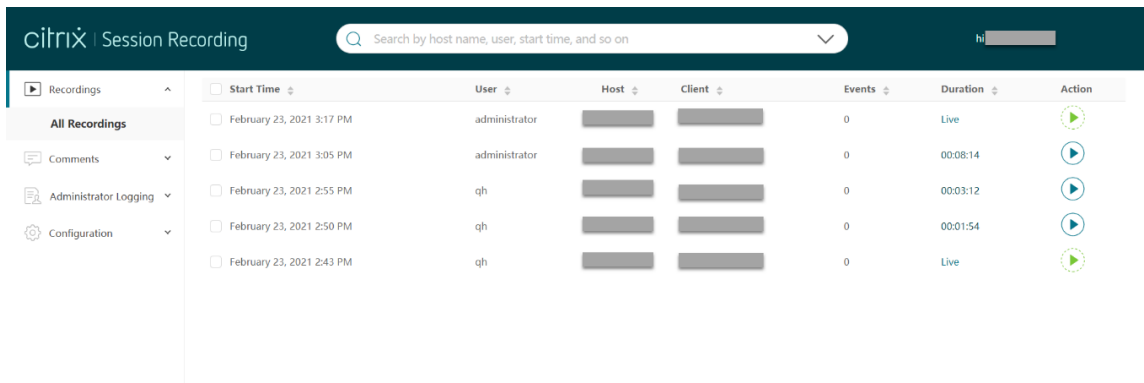 citrix | Session Recording
Search by host name, user, start time, and so on
hi
Recordings
All Recordings
Comments
Administrator Logging
Configuration
Start Time User Host Client Events Duration Action
February 23, 2021 3:17 PM administrator 0 Live
February 23, 2021 3:05 PM administrator 0 00:08:14
February 23, 2021 2:55 PM qh 0 00:03:12
February 23, 2021 2:50 PM qh 0 00:01:54
February 23, 2021 2:43 PM qh 0 Live